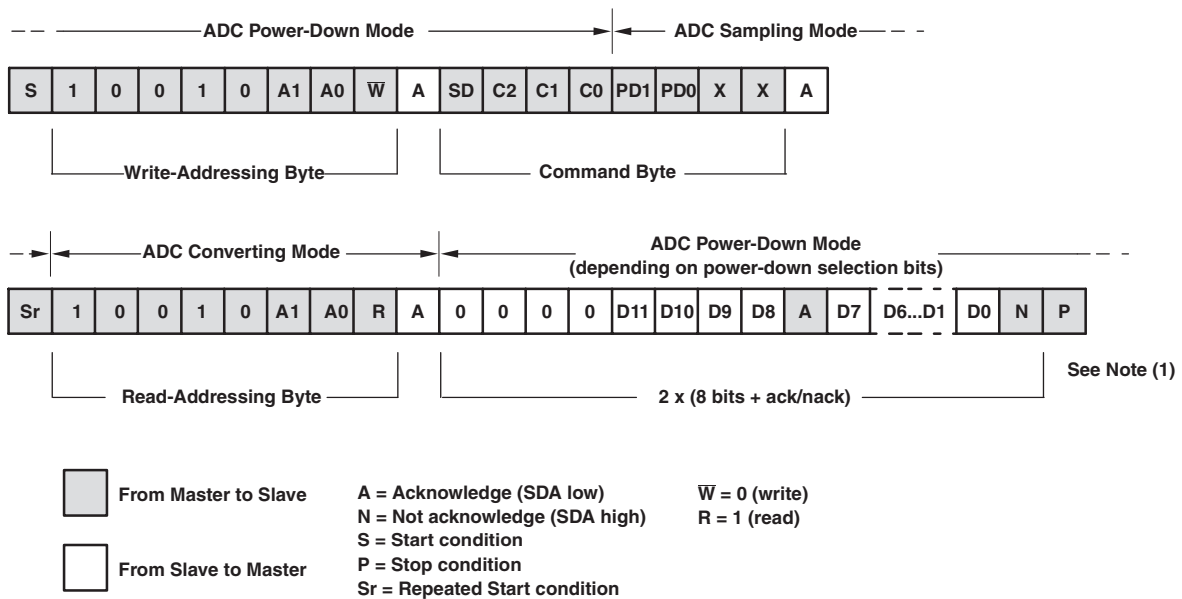 ADC Power-Down Mode ADC Sampling Mode
S 1 0 0 1 0 A1 A0 W̅ A SD C2 C1 C0 PD1 PD0 X X A
Write-Addressing Byte Command Byte
ADC Converting Mode ADC Power-Down Mode
(depending on power-down selection bits)
Sr 1 0 0 1 0 A1 A0 R A 0 0 0 0 D11 D10 D9 D8 A D7 D6...D1 D0 N P
See Note (1)
Read-Addressing Byte 2 x (8 bits + ack/nack)
From Master to Slave
From Slave to Master
A = Acknowledge (SDA low)
N = Not acknowledge (SDA high)
S = Start condition
P = Stop condition
Sr = Repeated Start condition
W̅ = 0 (write)
R = 1 (read)